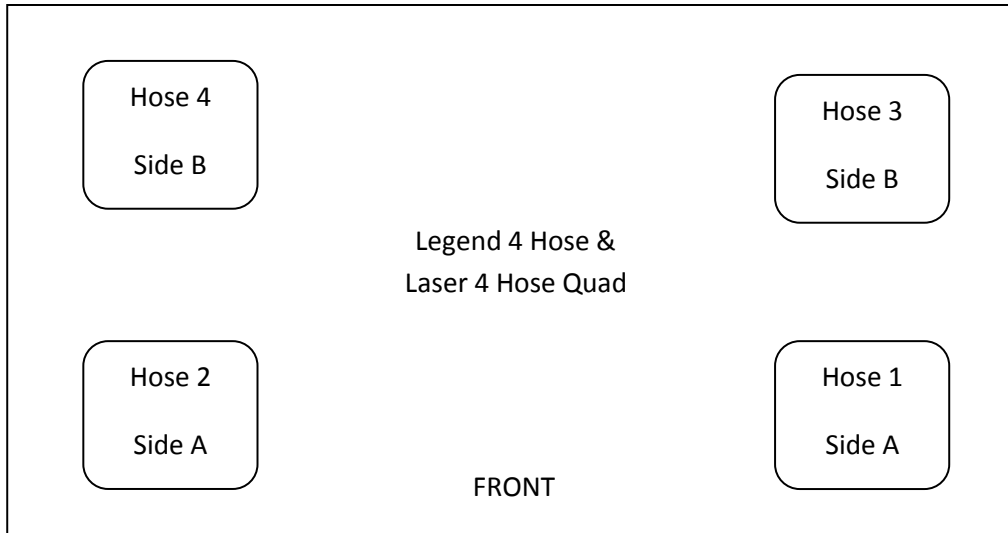 Hose 4
Side B
Hose 3
Side B
Legend 4 Hose &
Laser 4 Hose Quad
Hose 2
Side A
Hose 1
Side A
FRONT